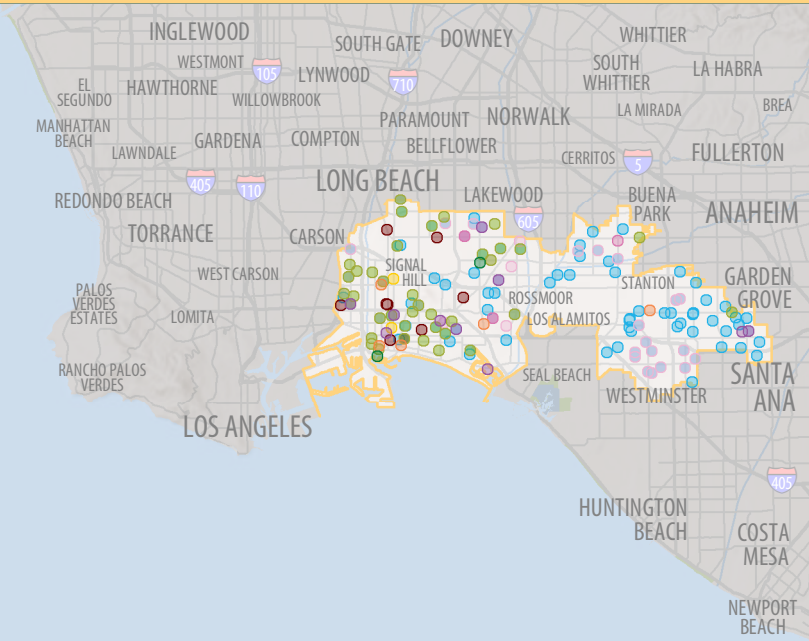 INGLEWOOD
SOUTH GATE
DOWNEY
WHITTIER
WESTMONT
105
LYNWOOD
710
SOUTH
WHITTIER
LA HABRA
EL
SEGUNDO
HAWTHORNE
WILLOWBROOK
PARAMOUNT
NORWALK
LA MIRADA
BREA
MANHATTAN
BEACH
LAWNDALE
GARDENA
COMPTON
BELLFLOWER
CERRITOS
5
FULLERTON
405
110
LONG BEACH
LAKEWOOD
REDONDO BEACH
BUENA
PARK
605
ANAHEIM
TORRANCE
CARSON
WEST CARSON
SIGNAL
HILL
STANTON
GARDEN
GROVE
PALOS
VERDES
ESTATES
LOMITA
ROSSMOOR
LOS ALAMITOS
RANCHO PALOS
VERDES
SEAL BEACH
WESTMINSTER
SANTA
ANA
LOS ANGELES
405
HUNTINGTON
BEACH
COSTA
MESA
NEWPORT
BEACH